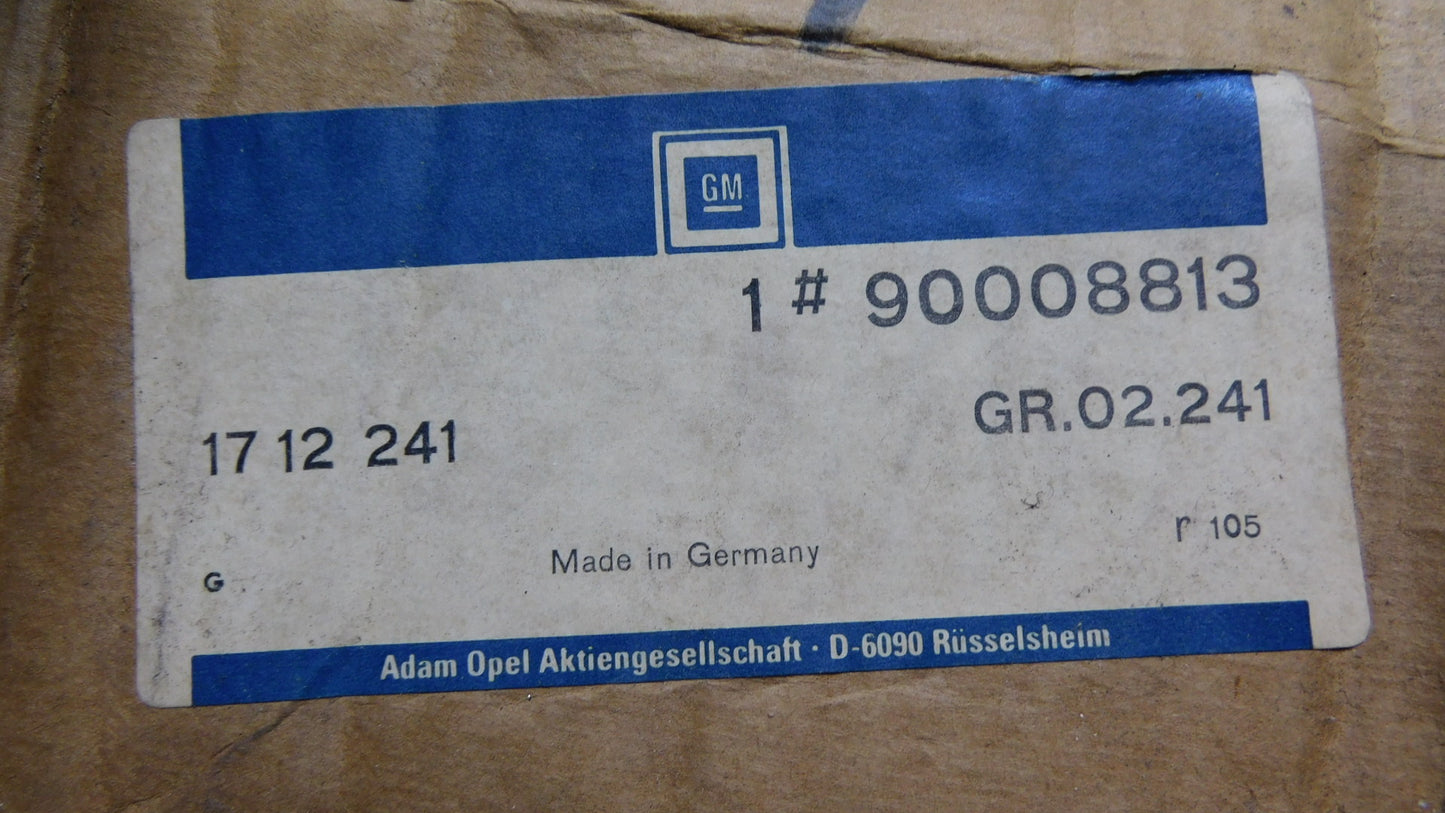 GM
1 # 90008813
GR.02.241
17 12 241
r 105
Made in Germany
G
Adam Opel Aktiengesellschaft · D-6090 Rüsselsheim